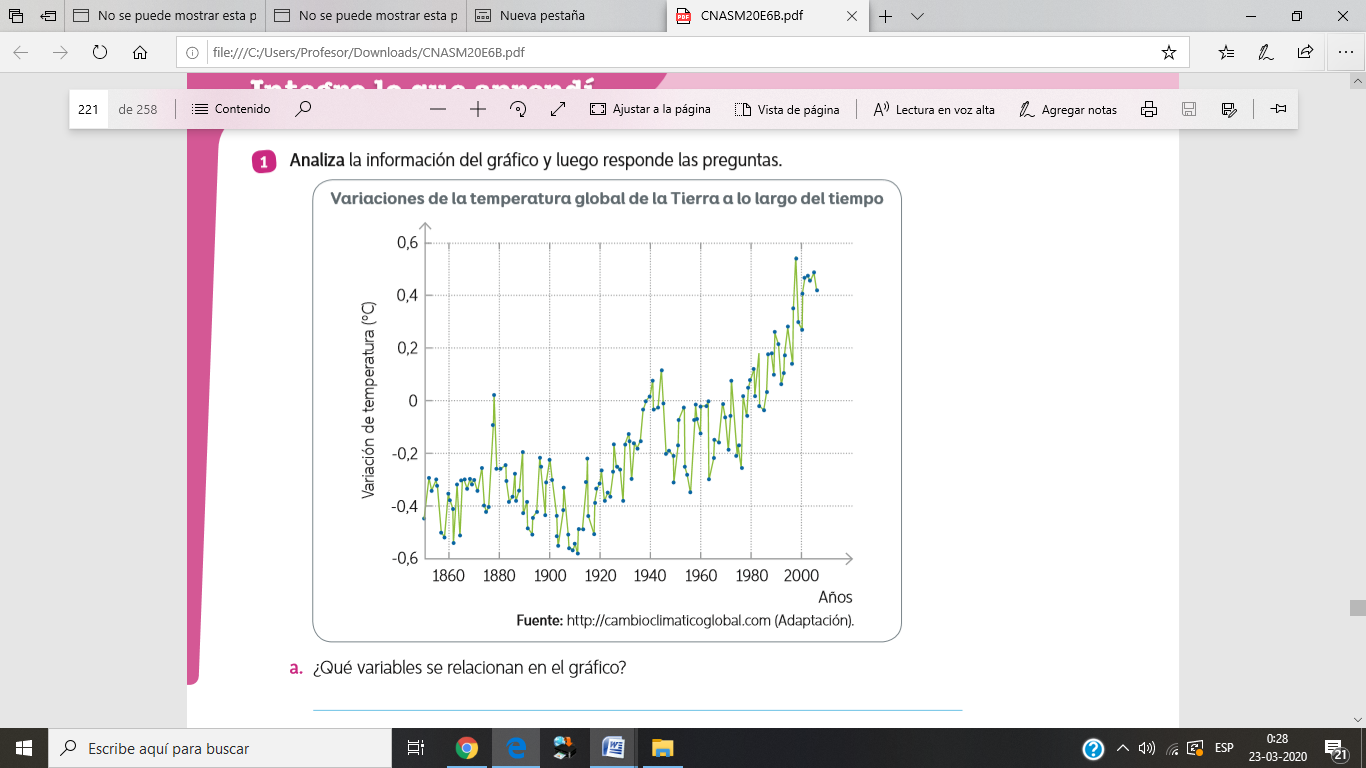 No se puede mostrar esta p
No se puede mostrar esta p
Nueva pestaña
CNASM20E6B.pdf
file:///C:/Users/Profesor/Downloads/CNASM20E6B.pdf
Integro lo que aprendí
221 de 258
Contenido
Ajustar a la página
Vista de página
Lectura en voz alta
Agregar notas
1 Analiza la información del gráfico y luego responde las preguntas.
Variaciones de la temperatura global de la Tierra a lo largo del tiempo
Variación de temperatura (°C)
0,6
0,4
0,2
0
-0,2
-0,4
-0,6
1860 1880 1900 1920 1940 1960 1980 2000
Años
Fuente: http://cambioclimaticoglobal.com (Adaptación).
a. ¿Qué variables se relacionan en el gráfico?
Escribe aquí para buscar
ESP
0:28
23-03-2020
21